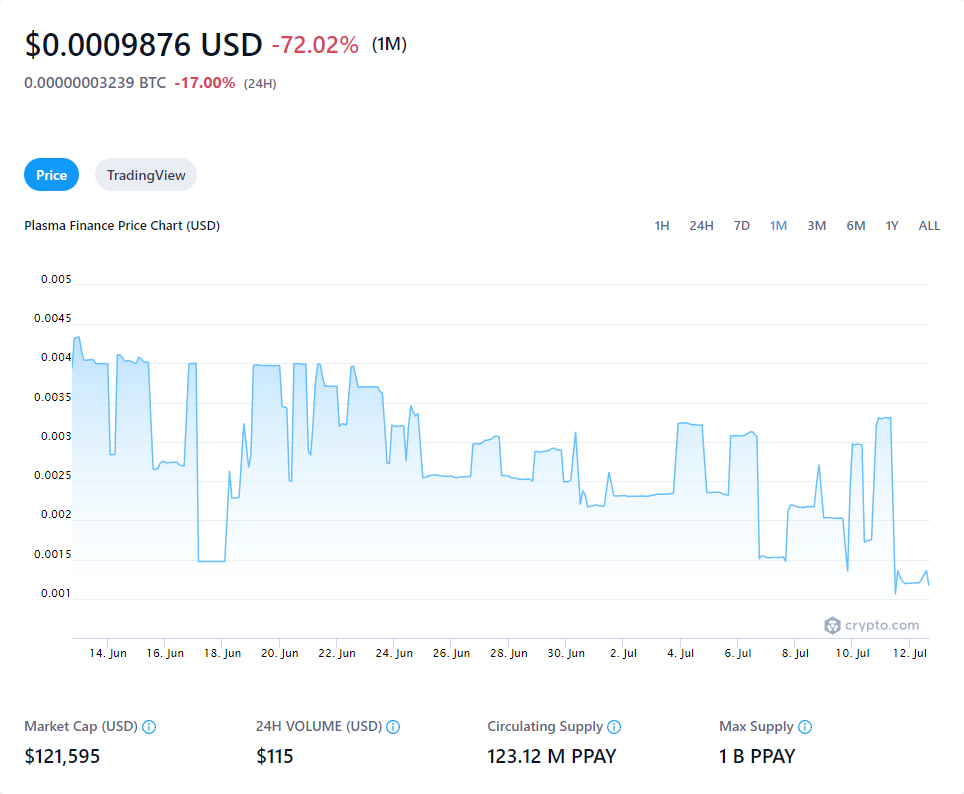 $0.0009876 USD -72.02% (1M)
0.00000003239 BTC -17.00% (24H)
Price TradingView
Plasma Finance Price Chart (USD) 1H 24H 7D 1M 3M 6M 1Y ALL
0.005
0.0045
0.004
0.0035
0.003
0.0025
0.002
0.0015
0.001
crypto.com
14. Jun 16. Jun 18. Jun 20. Jun 22. Jun 24. Jun 26. Jun 28. Jun 30. Jun 2. Jul 4. Jul 6. Jul 8. Jul 10. Jul 12. Jul
Market Cap (USD) 24H VOLUME (USD) Circulating Supply Max Supply
$121,595 $115 123.12 M PPAY 1 B PPAY